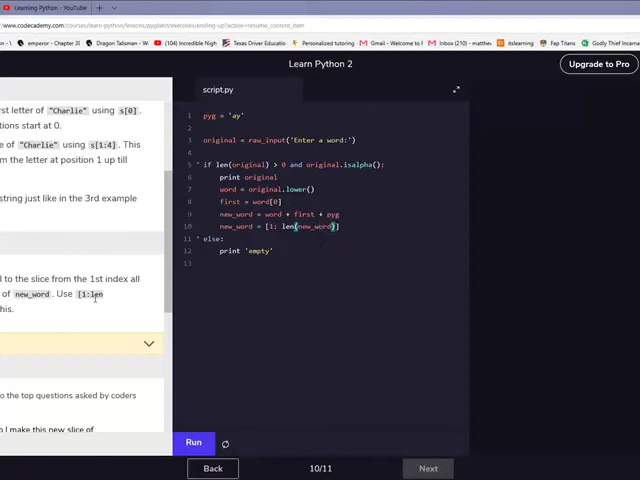 Learning Python - YouTube
www.codecademy.com/courses/learn-python/lessons/pyglatin/exercises/ending-up?action=resume_content_item
emperor - Chapter 3
Dragon Talisman - W
(104) Incredible Nigh
Texas Driver Educatio
Personalized tutoring
Gmail - Welcome to
Inbox (210) - matthe
itslearning
Fap Titans
Godly Thief Incarna
Learn Python 2
Upgrade to Pro
rst letter of "Charlie" using s[0].
tions start at 0.
e of "Charlie" using s[1:4]. This
om the letter at position 1 up till
string just like in the 3rd example
l to the slice from the 1st index all
of new_word. Use [1:len
his.
o the top questions asked by coders
o I make this new slice of
script.py
1 pyg = 'ay'
2
3 original = raw_input('Enter a word:')
4
5 if len(original) > 0 and original.isalpha():
6 print original
7 word = original.lower()
8 first = word[0]
9 new_word = word + first + pyg
10 new_word = [1: len(new_word)]
11 else:
12 print 'empty'
13
Run
Back
10/11
Next